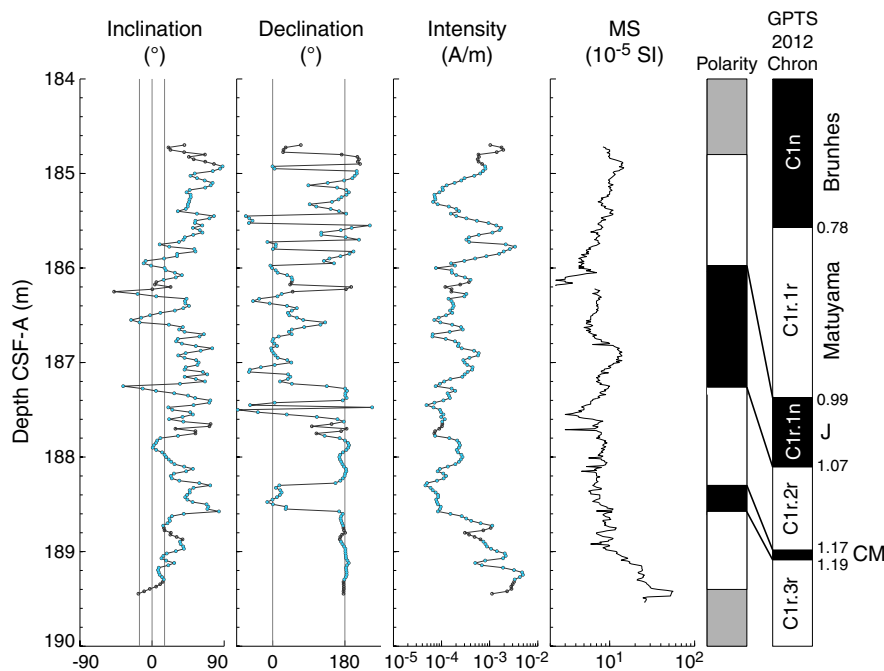 Inclination
(°)
Declination
(°)
Intensity
(A/m)
MS
(10-5 SI)
Polarity
GPTS
2012
Chron
Depth CSF-A (m)
184
185
186
187
188
189
190
-90
0
90
0
180
10-5
10-4
10-3
10-2
101
102
C1n
C1r.1r
C1r.1n
C1r.2r
C1r.3r
0.78
0.99
1.07
1.17
1.19
Brunhes
Matuyama
J
CM